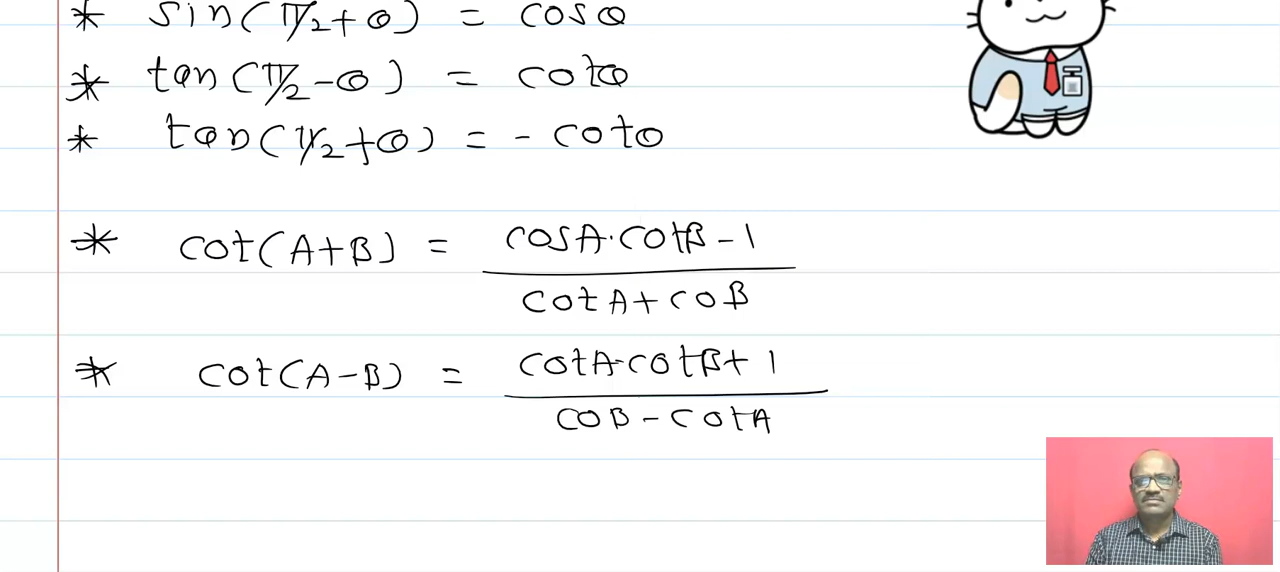 * sin(π/2+θ) = cosθ
* tan(π/2-θ) = cotθ
* tan(π/2+θ) = - cotθ
* cot(A+B) = cosA·cotB-1
cotA+coB
* cot(A-B) = cotA·cotB+1
coB-cotA